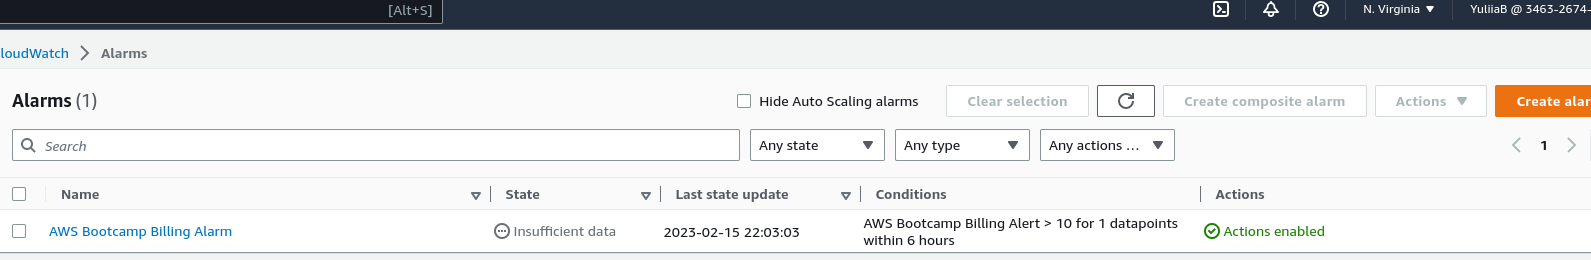 [Alt+S]
N. Virginia
YuliiaB @ 3463-2674-
loudWatch
Alarms
Alarms (1)
Hide Auto Scaling alarms
Clear selection
Create composite alarm
Actions
Create alar
Search
Any state
Any type
Any actions ...
1
Name
State
Last state update
Conditions
Actions
AWS Bootcamp Billing Alarm
Insufficient data
2023-02-15 22:03:03
AWS Bootcamp Billing Alert > 10 for 1 datapoints
within 6 hours
Actions enabled